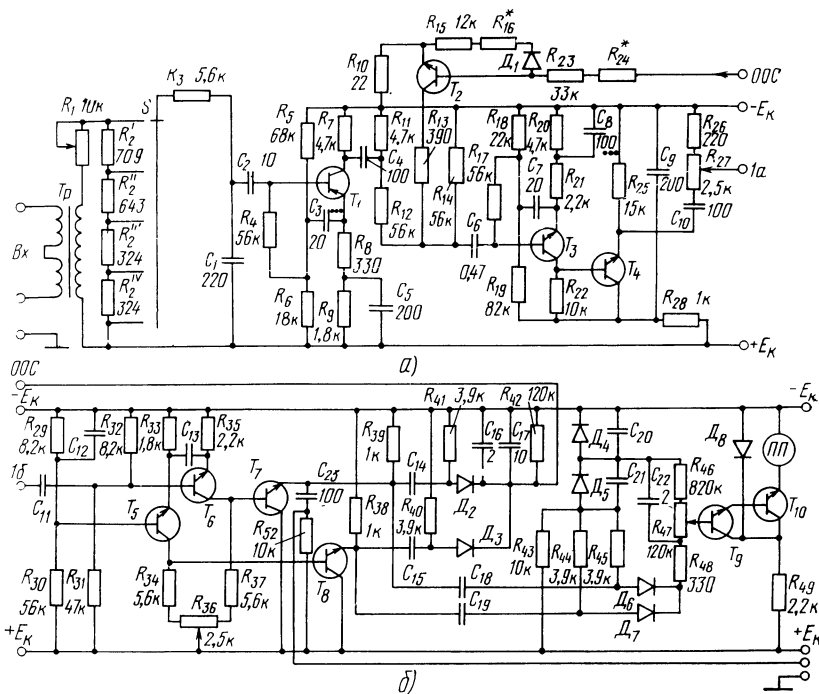 R15 12к R16*
Д1
R23
33к
R24*
ООС
К3 5,6к
S
R1 10к
R2' 709
R2'' 643
R2''' 324
R2IV 324
Тр
Вх
C1 220
C2 10
R4 56к
R5 68к
R6 18к
R7 4,7к
T1
C3 20
R8 330
R9 1,8к
C5 200
C4 100
R10 22
R11 4,7к
R12 56к
R13 390
R14 56к
T2
R17 56к
C6 0,47
R18 22к
R19 82к
C7 20
R20 4,7к
R21 2,2к
R22 10к
T3
C8 100
T4
R25 15к
C9 200
R26 220
R27 2,5к
C10 100
R28 1к
−Eк
1а
+Eк
а)
ООС
−Eк
R29 8,2к
C12
R32 8,2к
R33 1,8к
C13
R35 2,2к
1б
C11
T5
T6
T7
R30 56к
R31 47к
R34 5,6к
R36 2,5к
R37 5,6к
+Eк
C23 100
R52 10к
T8
R38 1к
R39 1к
C14
R40 3,9к
C15
R41 3,9к
Д2
Д3
C16 2
R42 120к
C17 10
C18
C19
R43 10к
R44 3,9к
R45 3,9к
Д4
Д5
C20
C21
C22 2
Д6
Д7
R46 820к
R47 120к
R48 330
T9
Д8
ПП
T10
R49 2,2к
−Eк
+Eк
б)